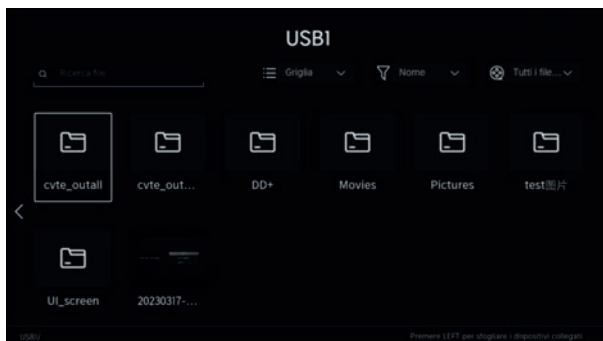 USB1
Ricerca file
Griglia
Nome
Tutti i file...
cvte_outall
cvte_out...
DD+
Movies
Pictures
test图片
UI_screen
20230317-...
USB1/
Premere LEFT per sfogliare i dispositivi collegati